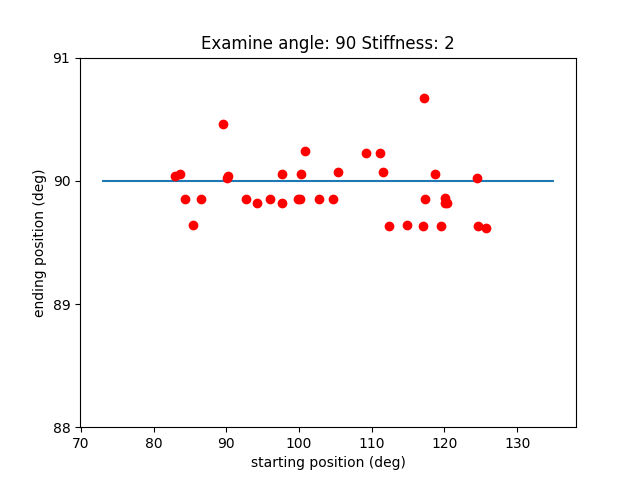 Examine angle: 90 Stiffness: 2
91
90
89
88
ending position (deg)
70 80 90 100 110 120 130
starting position (deg)